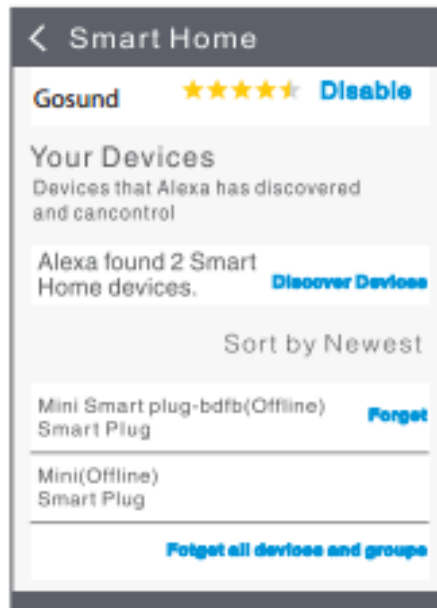 Smart Home
Gosund Disable
Your Devices
Devices that Alexa has discovered
and cancontrol
Alexa found 2 Smart
Home devices. Discover Devices
Sort by Newest
Mini Smart plug-bdfb(Offline) Forget
Smart Plug
Mini(Offline)
Smart Plug
Fotget all devices and groups